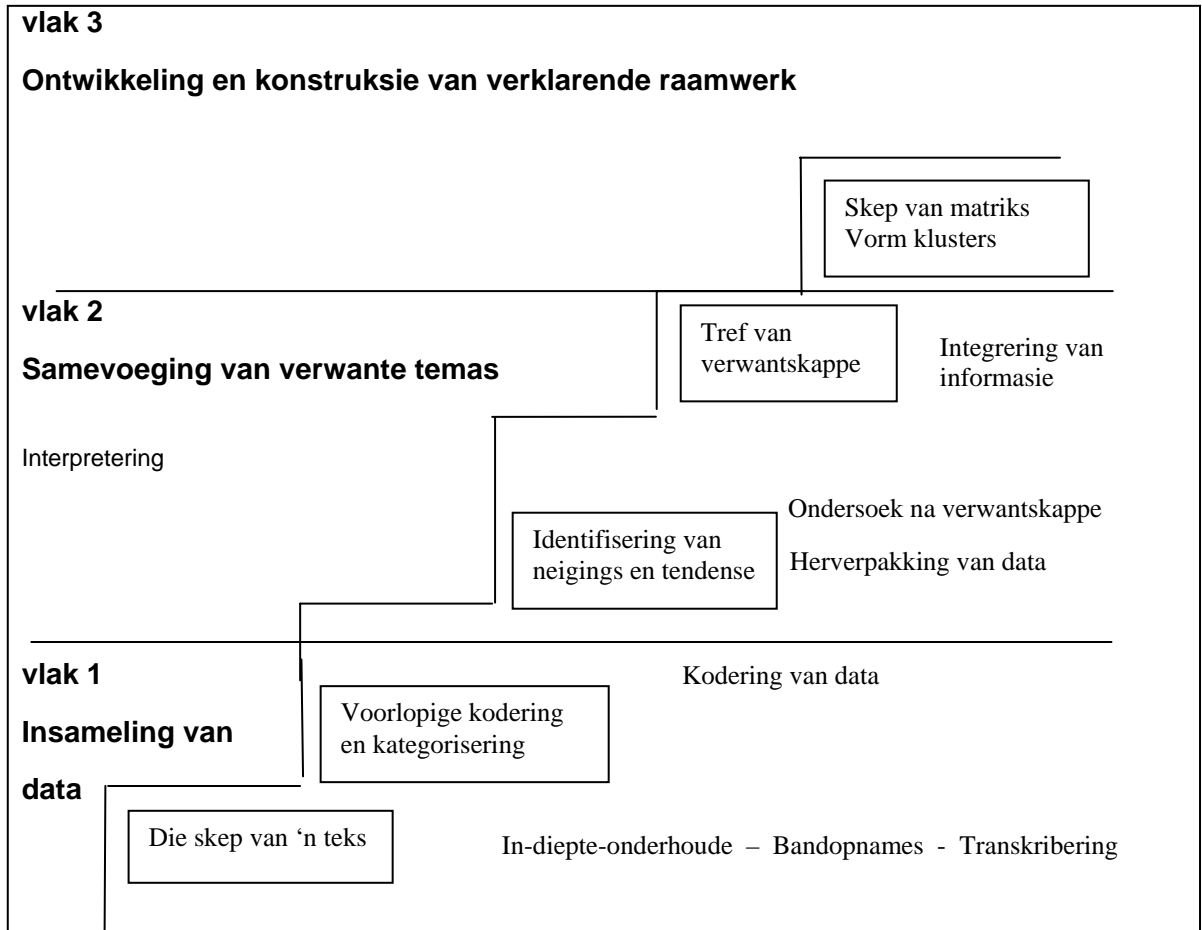 vlak 3
Ontwikkeling en konstruksie van verklarende raamwerk
Skep van matriks
Vorm klusters
vlak 2
Samevoeging van verwante temas
Tref van
verwantskappe
Integrering van
informasie
Interpretering
Identifisering van
neigings en tendense
Ondersoek na verwantskappe
Herverpakking van data
vlak 1
Insameling van
data
Voorlopige kodering
en kategorisering
Kodering van data
Die skep van ‘n teks
In-diepte-onderhoude – Bandopnames - Transkribering